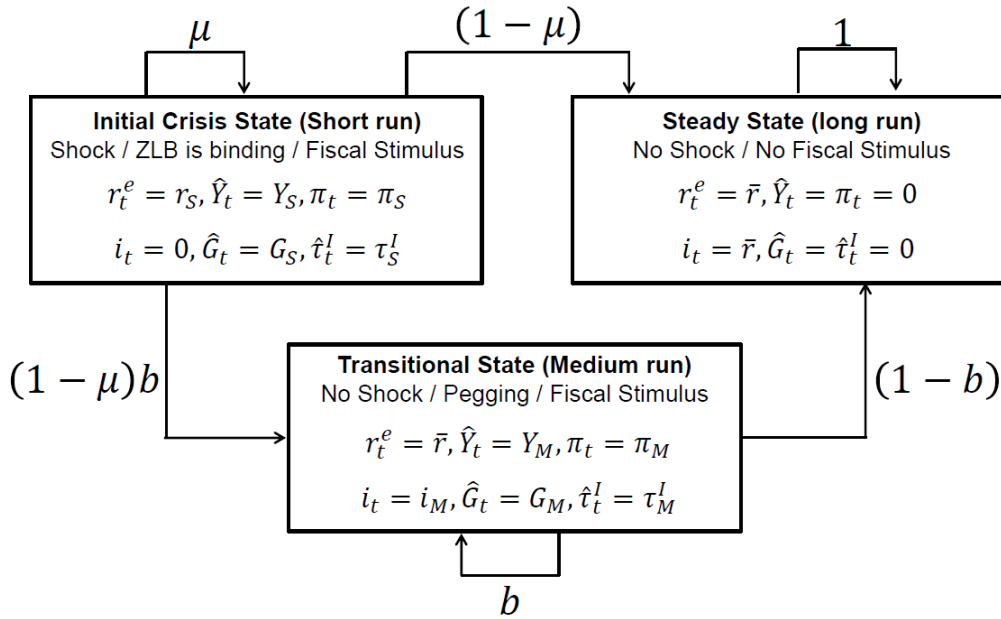 μ
(1 − μ)
1
Initial Crisis State (Short run)
Shock / ZLB is binding / Fiscal Stimulus
r_t^e = r_S, Ŷ_t = Y_S, π_t = π_S
i_t = 0, Ĝ_t = G_S, τ̂_t^I = τ_S^I
Steady State (long run)
No Shock / No Fiscal Stimulus
r_t^e = r̄, Ŷ_t = π_t = 0
i_t = r̄, Ĝ_t = τ̂_t^I = 0
(1 − μ)b
Transitional State (Medium run)
No Shock / Pegging / Fiscal Stimulus
r_t^e = r̄, Ŷ_t = Y_M, π_t = π_M
i_t = i_M, Ĝ_t = G_M, τ̂_t^I = τ_M^I
(1 − b)
b